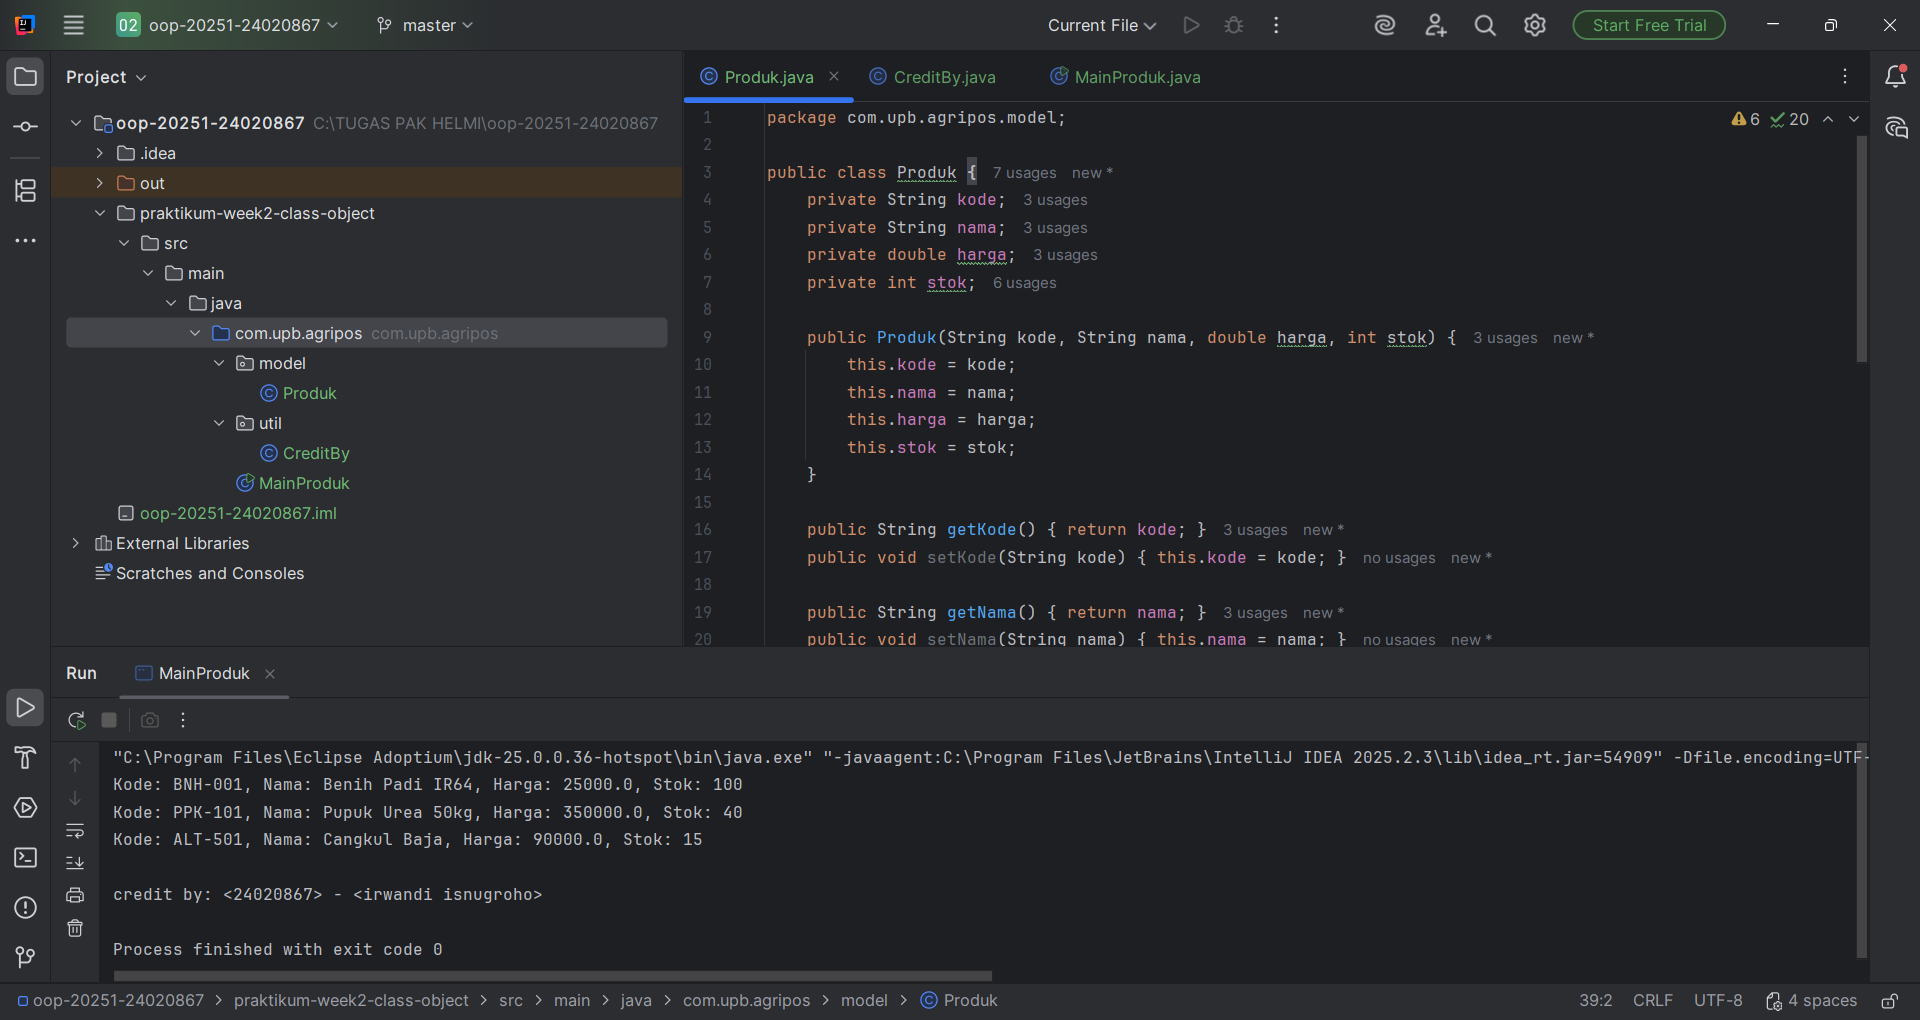 02 oop-20251-24020867 master Current File Start Free Trial
Project
Produk.java CreditBy.java MainProduk.java
oop-20251-24020867 C:\TUGAS PAK HELMI\oop-20251-24020867
.idea
out
praktikum-week2-class-object
src
main
java
com.upb.agripos com.upb.agripos
model
Produk
util
CreditBy
MainProduk
oop-20251-24020867.iml
External Libraries
Scratches and Consoles
6 20
1 package com.upb.agripos.model;
2
3 public class Produk { 7 usages new *
4 private String kode; 3 usages
5 private String nama; 3 usages
6 private double harga; 3 usages
7 private int stok; 6 usages
8
9 public Produk(String kode, String nama, double harga, int stok) { 3 usages new *
10 this.kode = kode;
11 this.nama = nama;
12 this.harga = harga;
13 this.stok = stok;
14 }
15
16 public String getKode() { return kode; } 3 usages new *
17 public void setKode(String kode) { this.kode = kode; } no usages new *
18
19 public String getNama() { return nama; } 3 usages new *
20 public void setNama(String nama) { this.nama = nama; } no usages new *
Run MainProduk
"C:\Program Files\Eclipse Adoptium\jdk-25.0.0.36-hotspot\bin\java.exe" "-javaagent:C:\Program Files\JetBrains\IntelliJ IDEA 2025.2.3\lib\idea_rt.jar=54909" -Dfile.encoding=UTF-
Kode: BNH-001, Nama: Benih Padi IR64, Harga: 25000.0, Stok: 100
Kode: PPK-101, Nama: Pupuk Urea 50kg, Harga: 350000.0, Stok: 40
Kode: ALT-501, Nama: Cangkul Baja, Harga: 90000.0, Stok: 15
credit by: <24020867> - <irwandi isnugroho>
Process finished with exit code 0
oop-20251-24020867 > praktikum-week2-class-object > src > main > java > com.upb.agripos > model > Produk 39:2 CRLF UTF-8 4 spaces